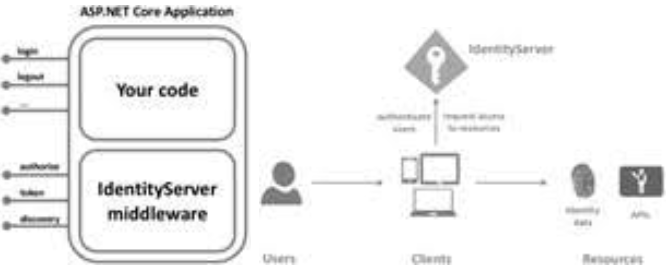 ASP.NET Core Application
login
logout
...
Your code
authorize
token
discovery
IdentityServer
middleware
IdentityServer
authenticate
users
request access
to resources
Identity
data
APIs
Users
Clients
Resources